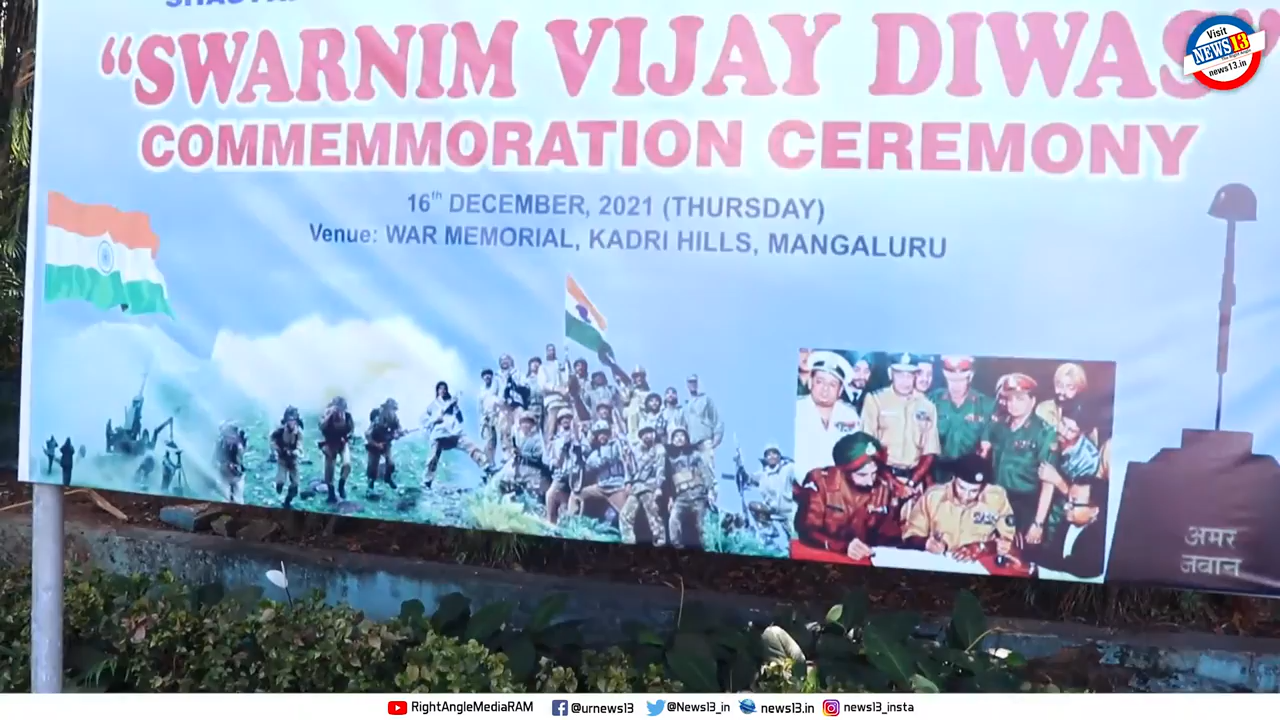 “SWARNIM VIJAY DIWAS”
COMMEMMORATION CEREMONY
16th DECEMBER, 2021 (THURSDAY)
Venue: WAR MEMORIAL, KADRI HILLS, MANGALURU
अमर
जवान
Visit
NEWS13
news13.in
RightAngleMediaRAM @urnews13 @News13_in news13.in news13_insta